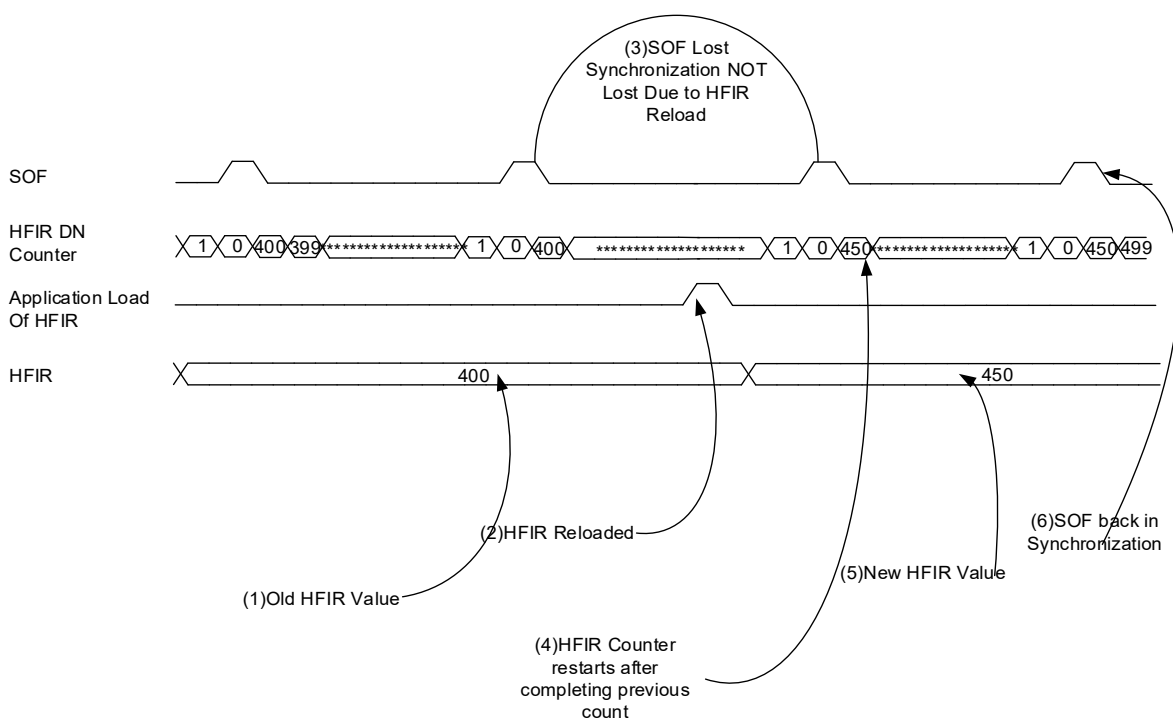 (3)SOF Lost
Synchronization NOT
Lost Due to HFIR
Reload
SOF
HFIR DN
Counter
1 0 400 399 ****************** 1 0 400 ****************** 1 0 450 ****************** 1 0 450 499
Application Load
Of HFIR
HFIR
400
450
(2)HFIR Reloaded
(6)SOF back in
Synchronization
(5)New HFIR Value
(1)Old HFIR Value
(4)HFIR Counter
restarts after
completing previous
count